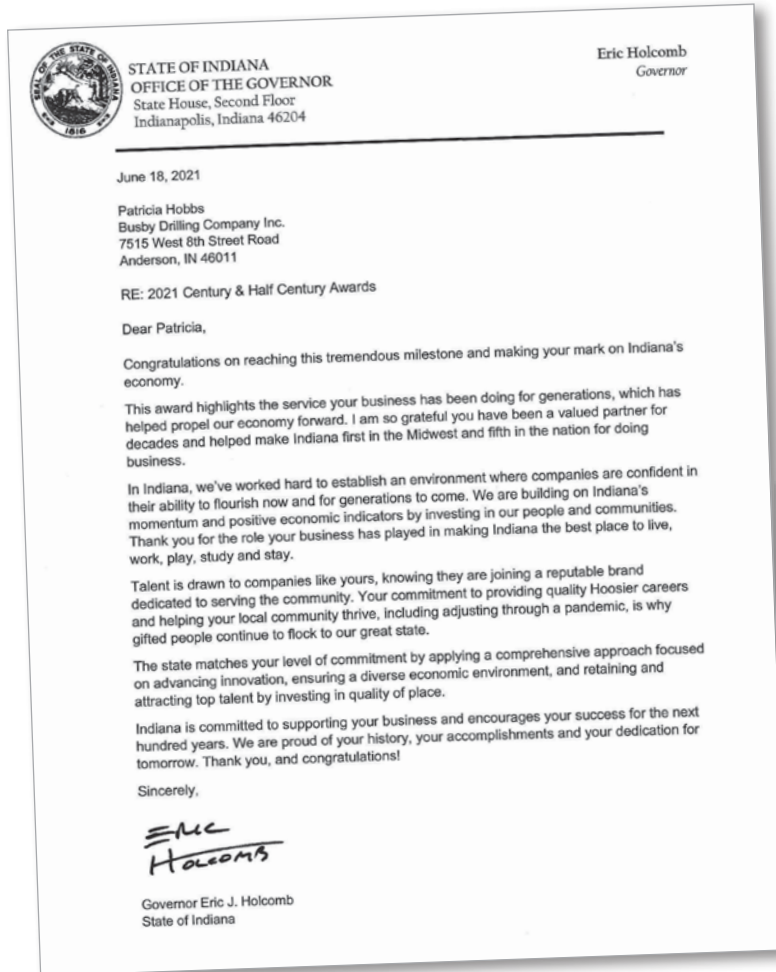 SEAL OF THE STATE OF INDIANA
1816
STATE OF INDIANA
OFFICE OF THE GOVERNOR
State House, Second Floor
Indianapolis, Indiana 46204
Eric Holcomb
Governor
June 18, 2021
Patricia Hobbs
Busby Drilling Company Inc.
7515 West 8th Street Road
Anderson, IN 46011
RE: 2021 Century & Half Century Awards
Dear Patricia,
Congratulations on reaching this tremendous milestone and making your mark on Indiana's
economy.
This award highlights the service your business has been doing for generations, which has
helped propel our economy forward. I am so grateful you have been a valued partner for
decades and helped make Indiana first in the Midwest and fifth in the nation for doing
business.
In Indiana, we've worked hard to establish an environment where companies are confident in
their ability to flourish now and for generations to come. We are building on Indiana's
momentum and positive economic indicators by investing in our people and communities.
Thank you for the role your business has played in making Indiana the best place to live,
work, play, study and stay.
Talent is drawn to companies like yours, knowing they are joining a reputable brand
dedicated to serving the community. Your commitment to providing quality Hoosier careers
and helping your local community thrive, including adjusting through a pandemic, is why
gifted people continue to flock to our great state.
The state matches your level of commitment by applying a comprehensive approach focused
on advancing innovation, ensuring a diverse economic environment, and retaining and
attracting top talent by investing in quality of place.
Indiana is committed to supporting your business and encourages your success for the next
hundred years. We are proud of your history, your accomplishments and your dedication for
tomorrow. Thank you, and congratulations!
Sincerely,
ERIC
HOLCOMB
Governor Eric J. Holcomb
State of Indiana